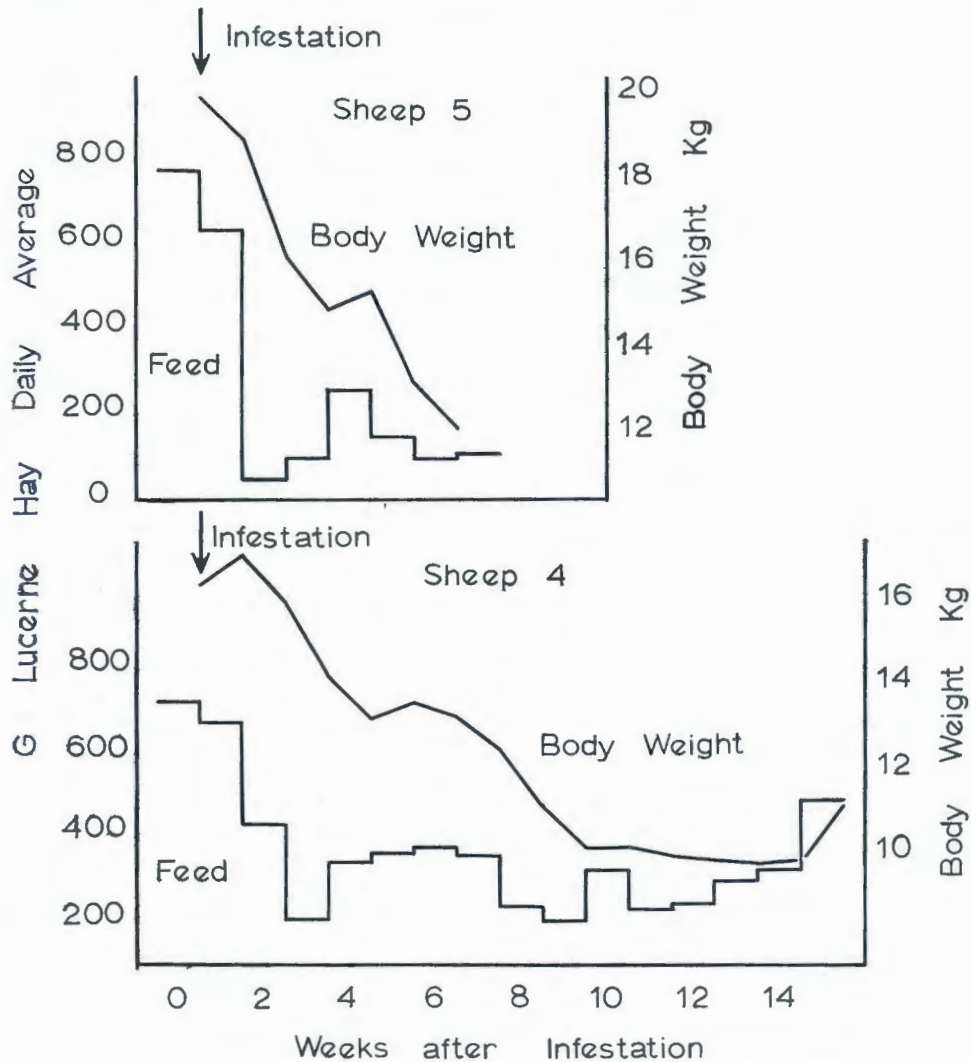 Infestation
Sheep 5
Body Weight
Feed
800
600
400
200
0
20
18
16
14
12
Body Weight Kg
G Lucerne Hay Daily Average
Infestation
Sheep 4
Body Weight
Feed
800
600
400
200
16
14
12
10
Body Weight Kg
0 2 4 6 8 10 12 14
Weeks after Infestation